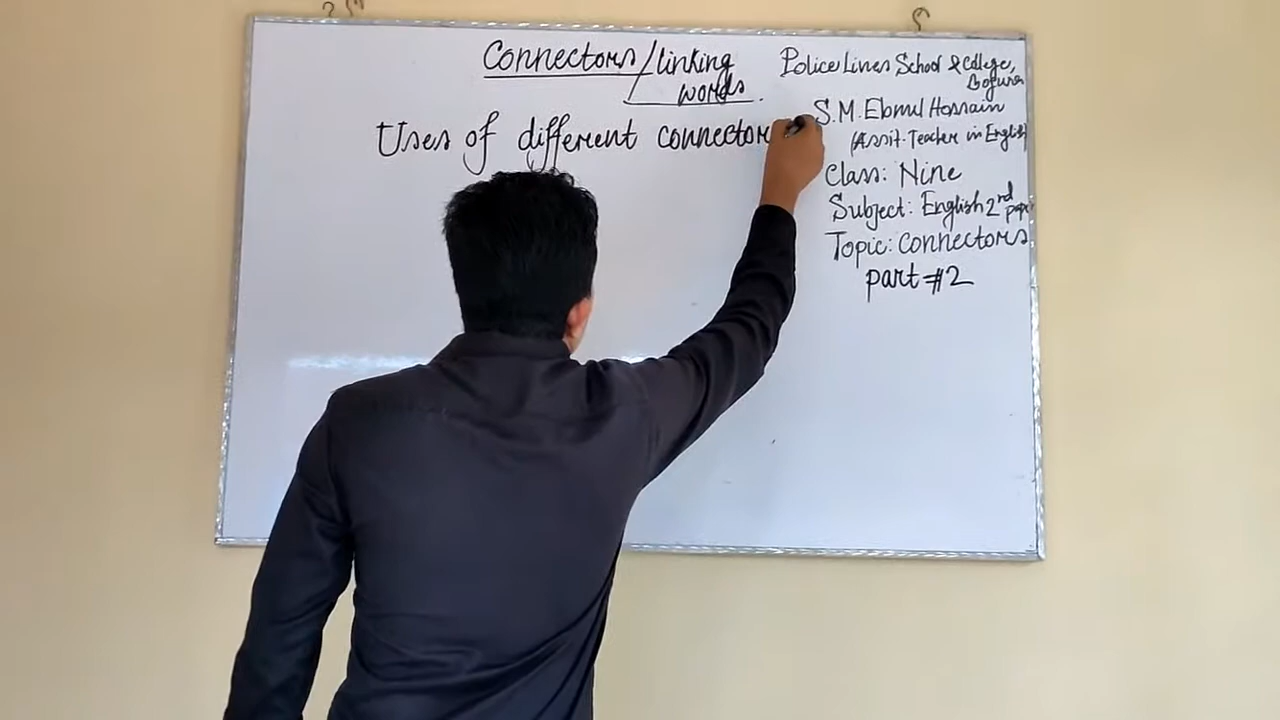 Connectors/linking
words.
Uses of different connector
Police Lines School & College,
Bogura
S.M. Ebnul Hossain
(Assit. Teacher in English)
Class: Nine
Subject: English 2nd paper
Topic: Connectors
part #2